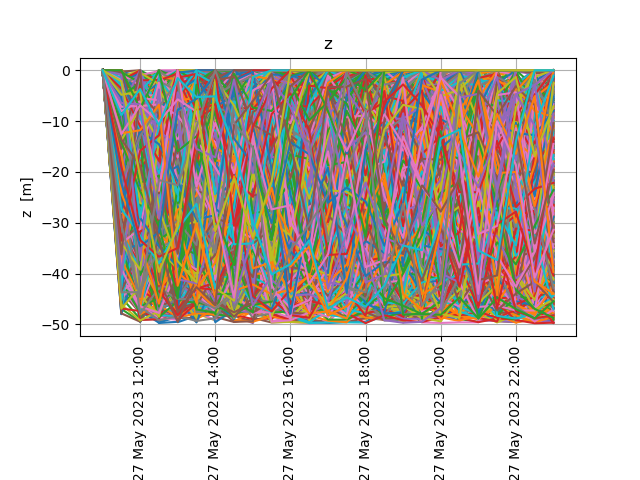 z
0
−10
−20
−30
−40
−50
z [m]
27 May 2023 12:00
27 May 2023 14:00
27 May 2023 16:00
27 May 2023 18:00
27 May 2023 20:00
27 May 2023 22:00